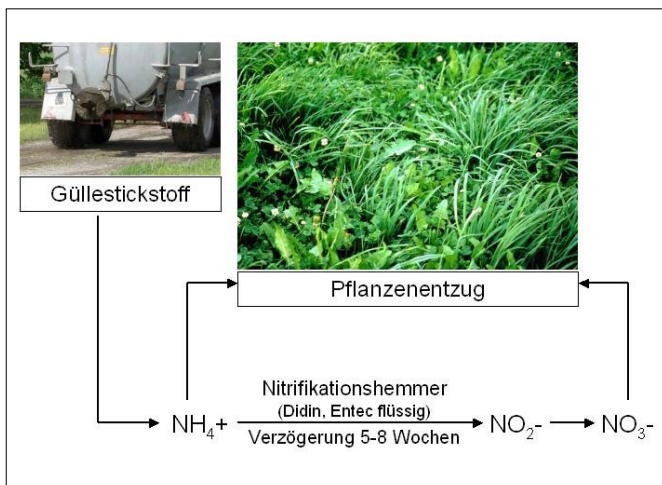 Güllestickstoff
Pflanzenentzug
Nitrifikationshemmer
(Didin, Entec flüssig)
NH₄+ NO₂- NO₃-
Verzögerung 5-8 Wochen